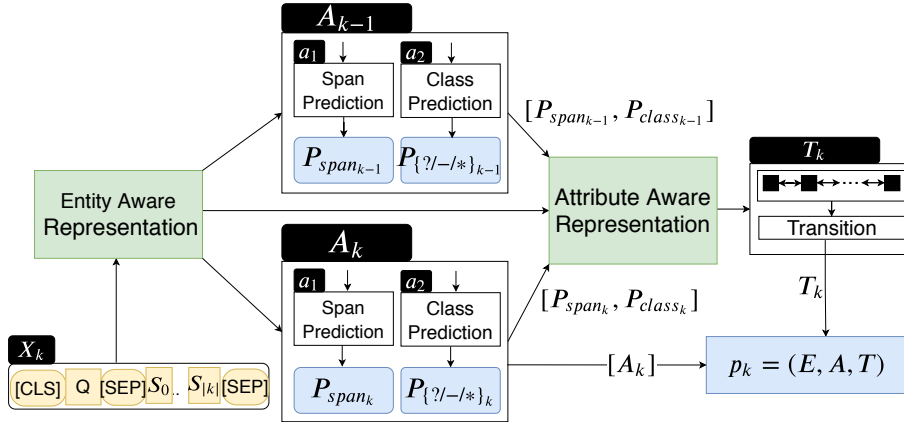 A_{k-1}
a_1
a_2
Span
Prediction
Class
Prediction
P_{span_{k-1}}
P_{{?/−/*}_{k-1}}
[P_{span_{k-1}}, P_{class_{k-1}}]
Entity Aware
Representation
Attribute Aware
Representation
T_k
Transition
A_k
a_1
a_2
Span
Prediction
Class
Prediction
P_{span_k}
P_{{?/−/*}_k}
[P_{span_k}, P_{class_k}]
T_k
X_k
[CLS] Q [SEP] S_0 .. S_{|k|} [SEP]
[A_k]
p_k = (E, A, T)